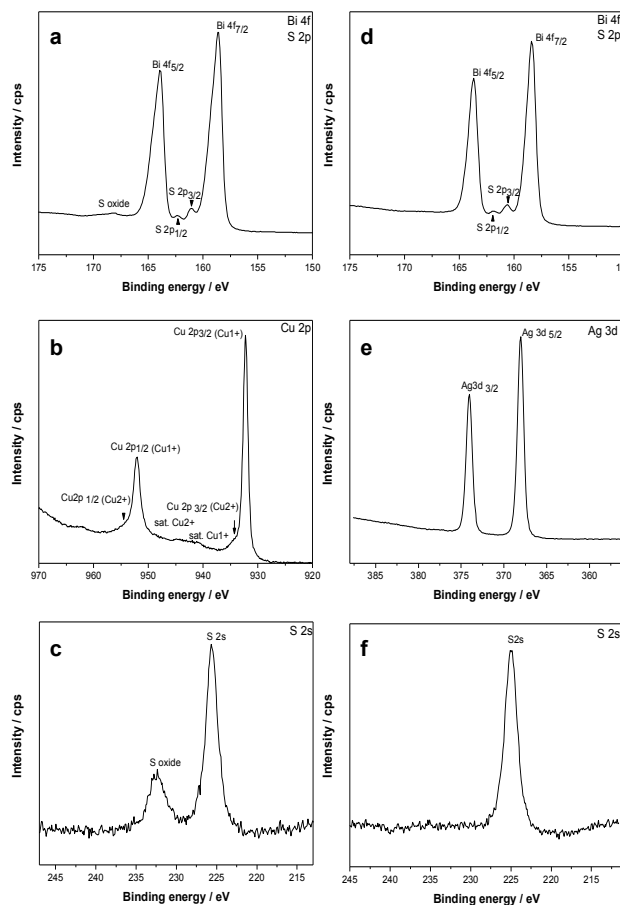 a
Bi 4f
S 2p
Bi 4f7/2
Bi 4f5/2
S 2p3/2
S oxide
S 2p1/2
Intensity / cps
175 170 165 160 155 150
Binding energy / eV
d
Bi 4f
S 2p
Bi 4f7/2
Bi 4f5/2
S 2p3/2
S 2p1/2
Intensity / cps
175 170 165 160 155
Binding energy / eV
b
Cu 2p
Cu 2p3/2 (Cu1+)
Cu 2p1/2 (Cu1+)
Cu2p 1/2 (Cu2+)
Cu 2p 3/2 (Cu2+)
sat. Cu2+
sat. Cu1+
Intensity / cps
970 960 950 940 930 920
Binding energy / eV
e
Ag 3d
Ag 3d 5/2
Ag3d 3/2
Intensity / cps
385 380 375 370 365 360
Binding energy / eV
c
S 2s
S 2s
S oxide
Intensity / cps
245 240 235 230 225 220 215
Binding energy / eV
f
S 2s
S2s
Intensity / cps
245 240 235 230 225 220 215
Binding energy / eV